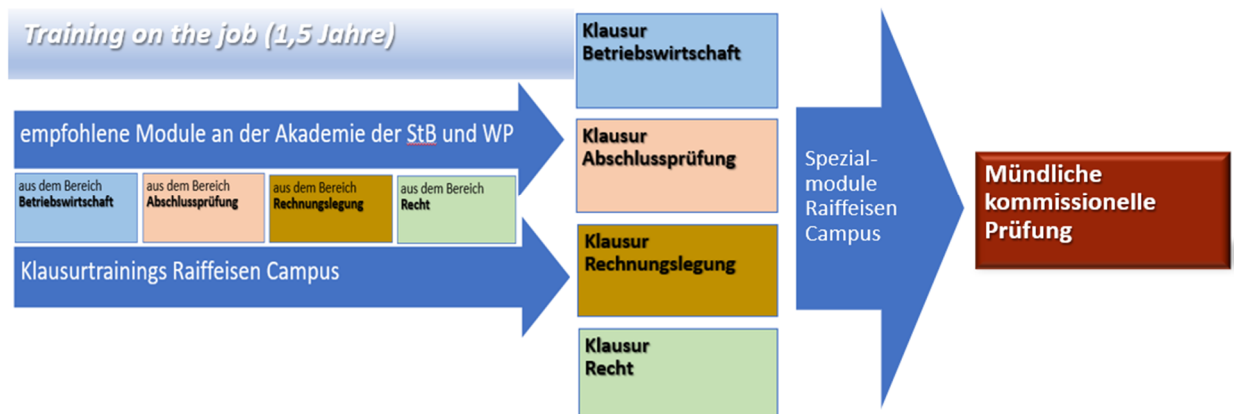 Training on the job (1,5 Jahre)
empfohlene Module an der Akademie der StB und WP
aus dem Bereich
Betriebswirtschaft
aus dem Bereich
Abschlussprüfung
aus dem Bereich
Rechnungslegung
aus dem Bereich
Recht
Klausurtrainings Raiffeisen Campus
Klausur
Betriebswirtschaft
Klausur
Abschlussprüfung
Klausur
Rechnungslegung
Klausur
Recht
Spezial-
module
Raiffeisen
Campus
Mündliche
kommissionelle
Prüfung